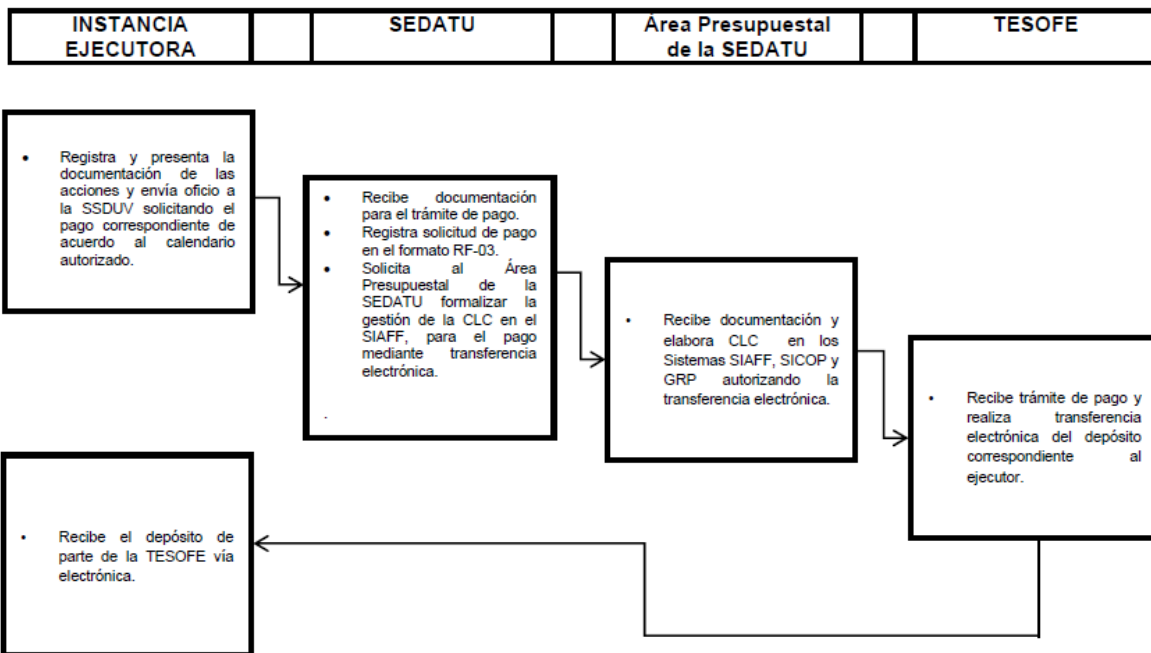 INSTANCIA
EJECUTORA
SEDATU
Área Presupuestal
de la SEDATU
TESOFE
• Registra y presenta la
documentación de las
acciones y envía oficio a
la SSDUV solicitando el
pago correspondiente de
acuerdo al calendario
autorizado.
• Recibe documentación
para el trámite de pago.
• Registra solicitud de pago
en el formato RF-03.
• Solicita al Área
Presupuestal de la
SEDATU formalizar la
gestión de la CLC en el
SIAFF, para el pago
mediante transferencia
electrónica.
.
• Recibe documentación y
elabora CLC en los
Sistemas SIAFF, SICOP y
GRP autorizando la
transferencia electrónica.
• Recibe trámite de pago y
realiza transferencia
electrónica del depósito
correspondiente al
ejecutor.
• Recibe el depósito de
parte de la TESOFE vía
electrónica.